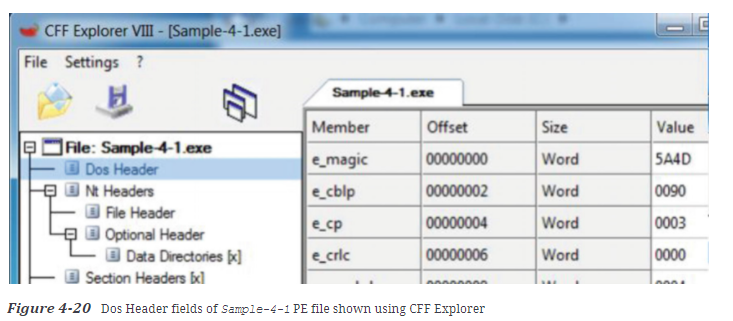 CFF Explorer VIII - [Sample-4-1.exe]
File Settings ?
Sample-4-1.exe
Member Offset Size Value
File: Sample-4-1.exe
Dos Header
Nt Headers
File Header
Optional Header
Data Directories [x]
Section Headers [x]
e_magic 00000000 Word 5A4D
e_cblp 00000002 Word 0090
e_cp 00000004 Word 0003
e_crlc 00000006 Word 0000
Figure 4-20 Dos Header fields of Sample-4-1 PE file shown using CFF Explorer